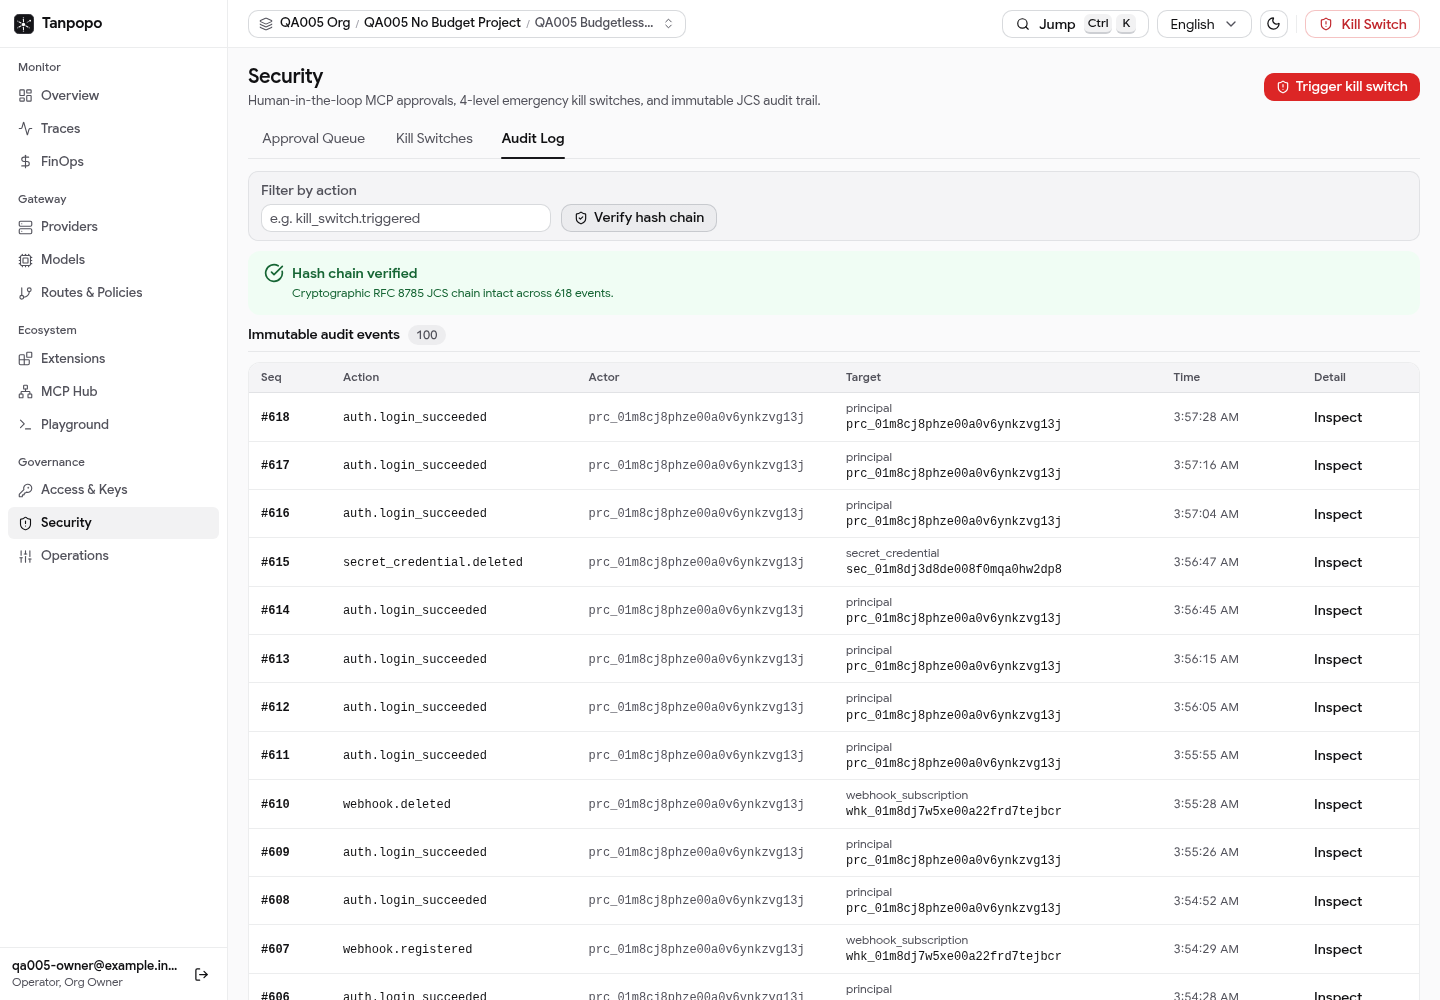 Tanpopo
QA005 Org / QA005 No Budget Project / QA005 Budgetless...
Jump Ctrl K
English
Kill Switch
Monitor
Overview
Traces
FinOps
Gateway
Providers
Models
Routes & Policies
Ecosystem
Extensions
MCP Hub
Playground
Governance
Access & Keys
Security
Operations
qa005-owner@example.in...
Operator, Org Owner
Security
Human-in-the-loop MCP approvals, 4-level emergency kill switches, and immutable JCS audit trail.
Trigger kill switch
Approval Queue Kill Switches Audit Log
Filter by action
e.g. kill_switch.triggered
Verify hash chain
Hash chain verified
Cryptographic RFC 8785 JCS chain intact across 618 events.
Immutable audit events 100
Seq Action Actor Target Time Detail
principal
#618 auth.login_succeeded prc_01m8cj8phze00a0v6ynkzvg13j prc_01m8cj8phze00a0v6ynkzvg13j 3:57:28 AM Inspect
principal
#617 auth.login_succeeded prc_01m8cj8phze00a0v6ynkzvg13j prc_01m8cj8phze00a0v6ynkzvg13j 3:57:16 AM Inspect
principal
#616 auth.login_succeeded prc_01m8cj8phze00a0v6ynkzvg13j prc_01m8cj8phze00a0v6ynkzvg13j 3:57:04 AM Inspect
secret_credential
#615 secret_credential.deleted prc_01m8cj8phze00a0v6ynkzvg13j sec_01m8dj3d8de008f0mqa0hw2dp8 3:56:47 AM Inspect
principal
#614 auth.login_succeeded prc_01m8cj8phze00a0v6ynkzvg13j prc_01m8cj8phze00a0v6ynkzvg13j 3:56:45 AM Inspect
principal
#613 auth.login_succeeded prc_01m8cj8phze00a0v6ynkzvg13j prc_01m8cj8phze00a0v6ynkzvg13j 3:56:15 AM Inspect
principal
#612 auth.login_succeeded prc_01m8cj8phze00a0v6ynkzvg13j prc_01m8cj8phze00a0v6ynkzvg13j 3:56:05 AM Inspect
principal
#611 auth.login_succeeded prc_01m8cj8phze00a0v6ynkzvg13j prc_01m8cj8phze00a0v6ynkzvg13j 3:55:55 AM Inspect
webhook_subscription
#610 webhook.deleted prc_01m8cj8phze00a0v6ynkzvg13j whk_01m8dj7w5xe00a22frd7tejbcr 3:55:28 AM Inspect
principal
#609 auth.login_succeeded prc_01m8cj8phze00a0v6ynkzvg13j prc_01m8cj8phze00a0v6ynkzvg13j 3:55:26 AM Inspect
principal
#608 auth.login_succeeded prc_01m8cj8phze00a0v6ynkzvg13j prc_01m8cj8phze00a0v6ynkzvg13j 3:54:52 AM Inspect
webhook_subscription
#607 webhook.registered prc_01m8cj8phze00a0v6ynkzvg13j whk_01m8dj7w5xe00a22frd7tejbcr 3:54:29 AM Inspect
principal
#606 auth.login_succeeded prc_01m8cj8phze00a0v6ynkzvg13j 3:54:28 AM Inspect